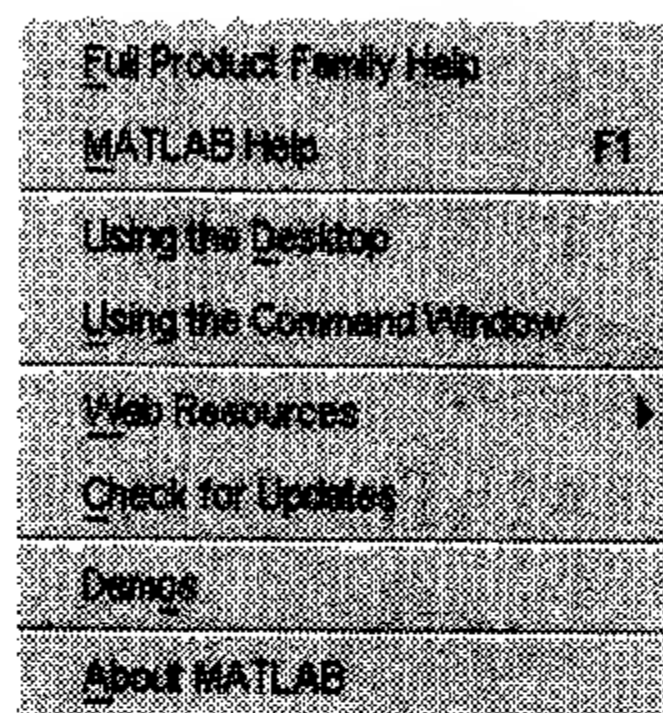 Full Product Family Help
MATLAB Help F1
Using the Desktop
Using the Command Window
Web Resources
Check for Updates
Demos
About MATLAB